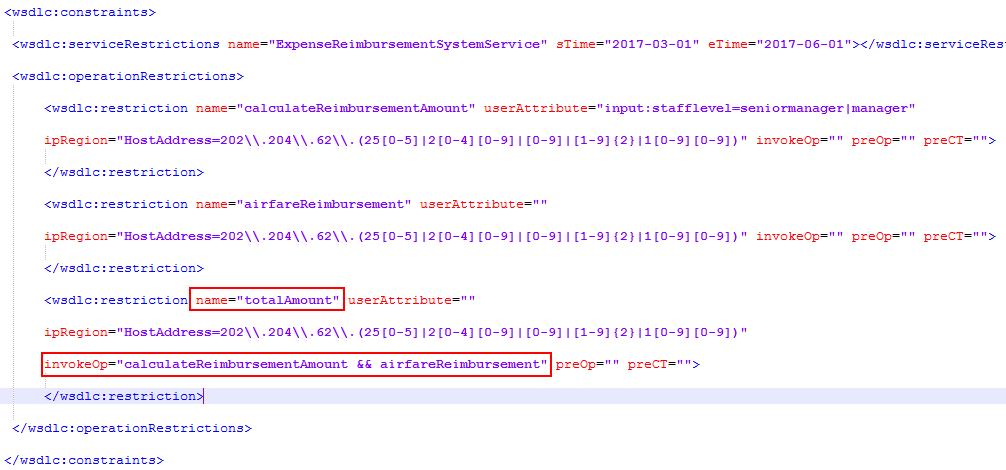 <wsdlc:constraints>
<wsdlc:serviceRestrictions name="ExpenseReimbursementSystemService" sTime="2017-03-01" eTime="2017-06-01"></wsdlc:serviceRes
<wsdlc:operationRestrictions>
<wsdlc:restriction name="calculateReimbursementAmount" userAttribute="input:stafflevel=seniormanager|manager"
ipRegion="HostAddress=202\\.204\\.62\\.(25[0-5]|2[0-4][0-9]|[0-9]|[1-9]{2}|1[0-9][0-9])" invokeOp="" preOp="" preCT="">
</wsdlc:restriction>
<wsdlc:restriction name="airfareReimbursement" userAttribute=""
ipRegion="HostAddress=202\\.204\\.62\\.(25[0-5]|2[0-4][0-9]|[0-9]|[1-9]{2}|1[0-9][0-9])" invokeOp="" preOp="" preCT="">
</wsdlc:restriction>
<wsdlc:restriction name="totalAmount" userAttribute=""
ipRegion="HostAddress=202\\.204\\.62\\.(25[0-5]|2[0-4][0-9]|[0-9]|[1-9]{2}|1[0-9][0-9])"
invokeOp="calculateReimbursementAmount && airfareReimbursement" preOp="" preCT="">
</wsdlc:restriction>
</wsdlc:operationRestrictions>
</wsdlc:constraints>